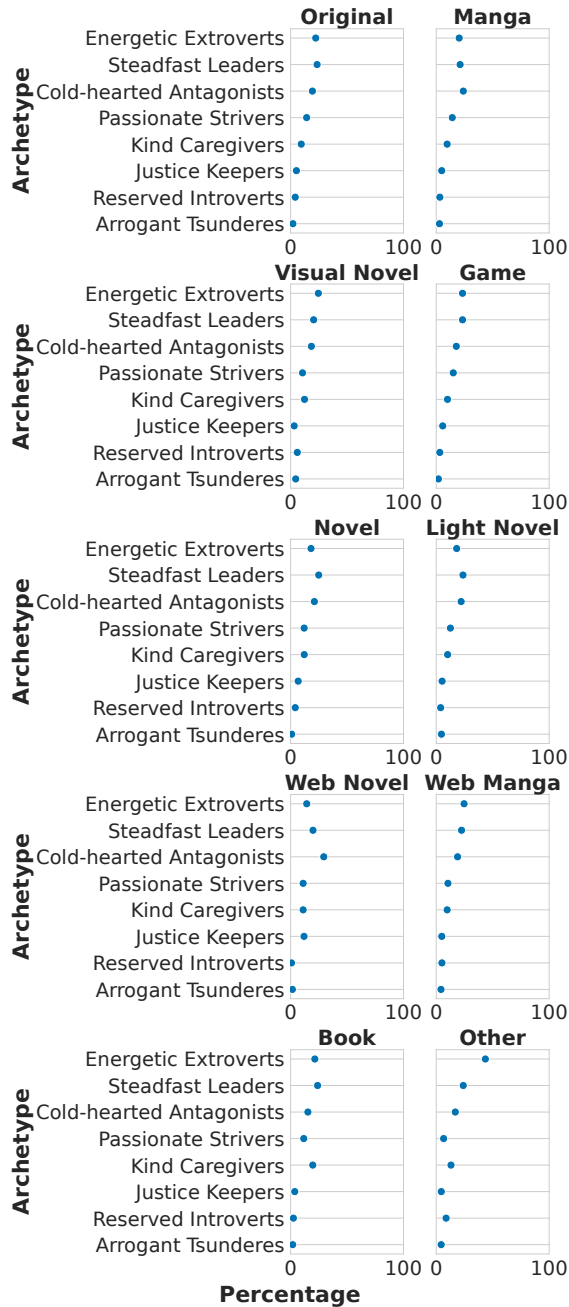 Original Manga
Archetype
Energetic Extroverts
Steadfast Leaders
Cold-hearted Antagonists
Passionate Strivers
Kind Caregivers
Justice Keepers
Reserved Introverts
Arrogant Tsunderes
0 100 0 100
Visual Novel Game
Archetype
Energetic Extroverts
Steadfast Leaders
Cold-hearted Antagonists
Passionate Strivers
Kind Caregivers
Justice Keepers
Reserved Introverts
Arrogant Tsunderes
0 100 0 100
Novel Light Novel
Archetype
Energetic Extroverts
Steadfast Leaders
Cold-hearted Antagonists
Passionate Strivers
Kind Caregivers
Justice Keepers
Reserved Introverts
Arrogant Tsunderes
0 100 0 100
Web Novel Web Manga
Archetype
Energetic Extroverts
Steadfast Leaders
Cold-hearted Antagonists
Passionate Strivers
Kind Caregivers
Justice Keepers
Reserved Introverts
Arrogant Tsunderes
0 100 0 100
Book Other
Archetype
Energetic Extroverts
Steadfast Leaders
Cold-hearted Antagonists
Passionate Strivers
Kind Caregivers
Justice Keepers
Reserved Introverts
Arrogant Tsunderes
0 100 0 100
Percentage